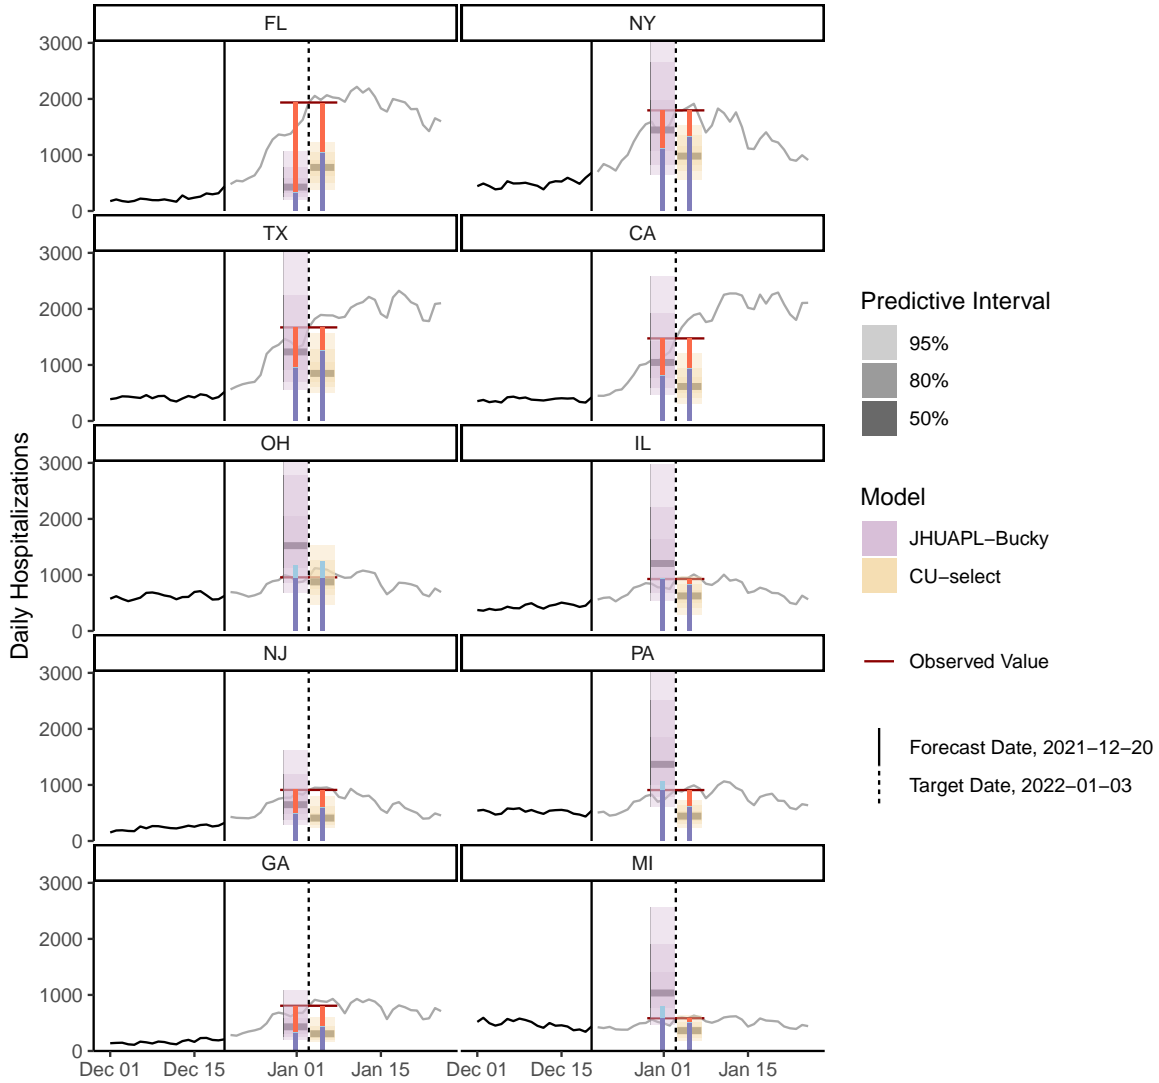 FL
NY
3000
2000
1000
0
TX
CA
3000
2000
1000
0
OH
IL
3000
2000
1000
0
NJ
PA
3000
2000
1000
0
GA
MI
3000
2000
1000
0
Dec 01
Dec 15
Jan 01
Jan 15
Dec 01
Dec 15
Jan 01
Jan 15
Daily Hospitalizations
Predictive Interval
95%
80%
50%
Model
JHUAPL−Bucky
CU−select
Observed Value
Forecast Date, 2021−12−20
Target Date, 2022−01−03